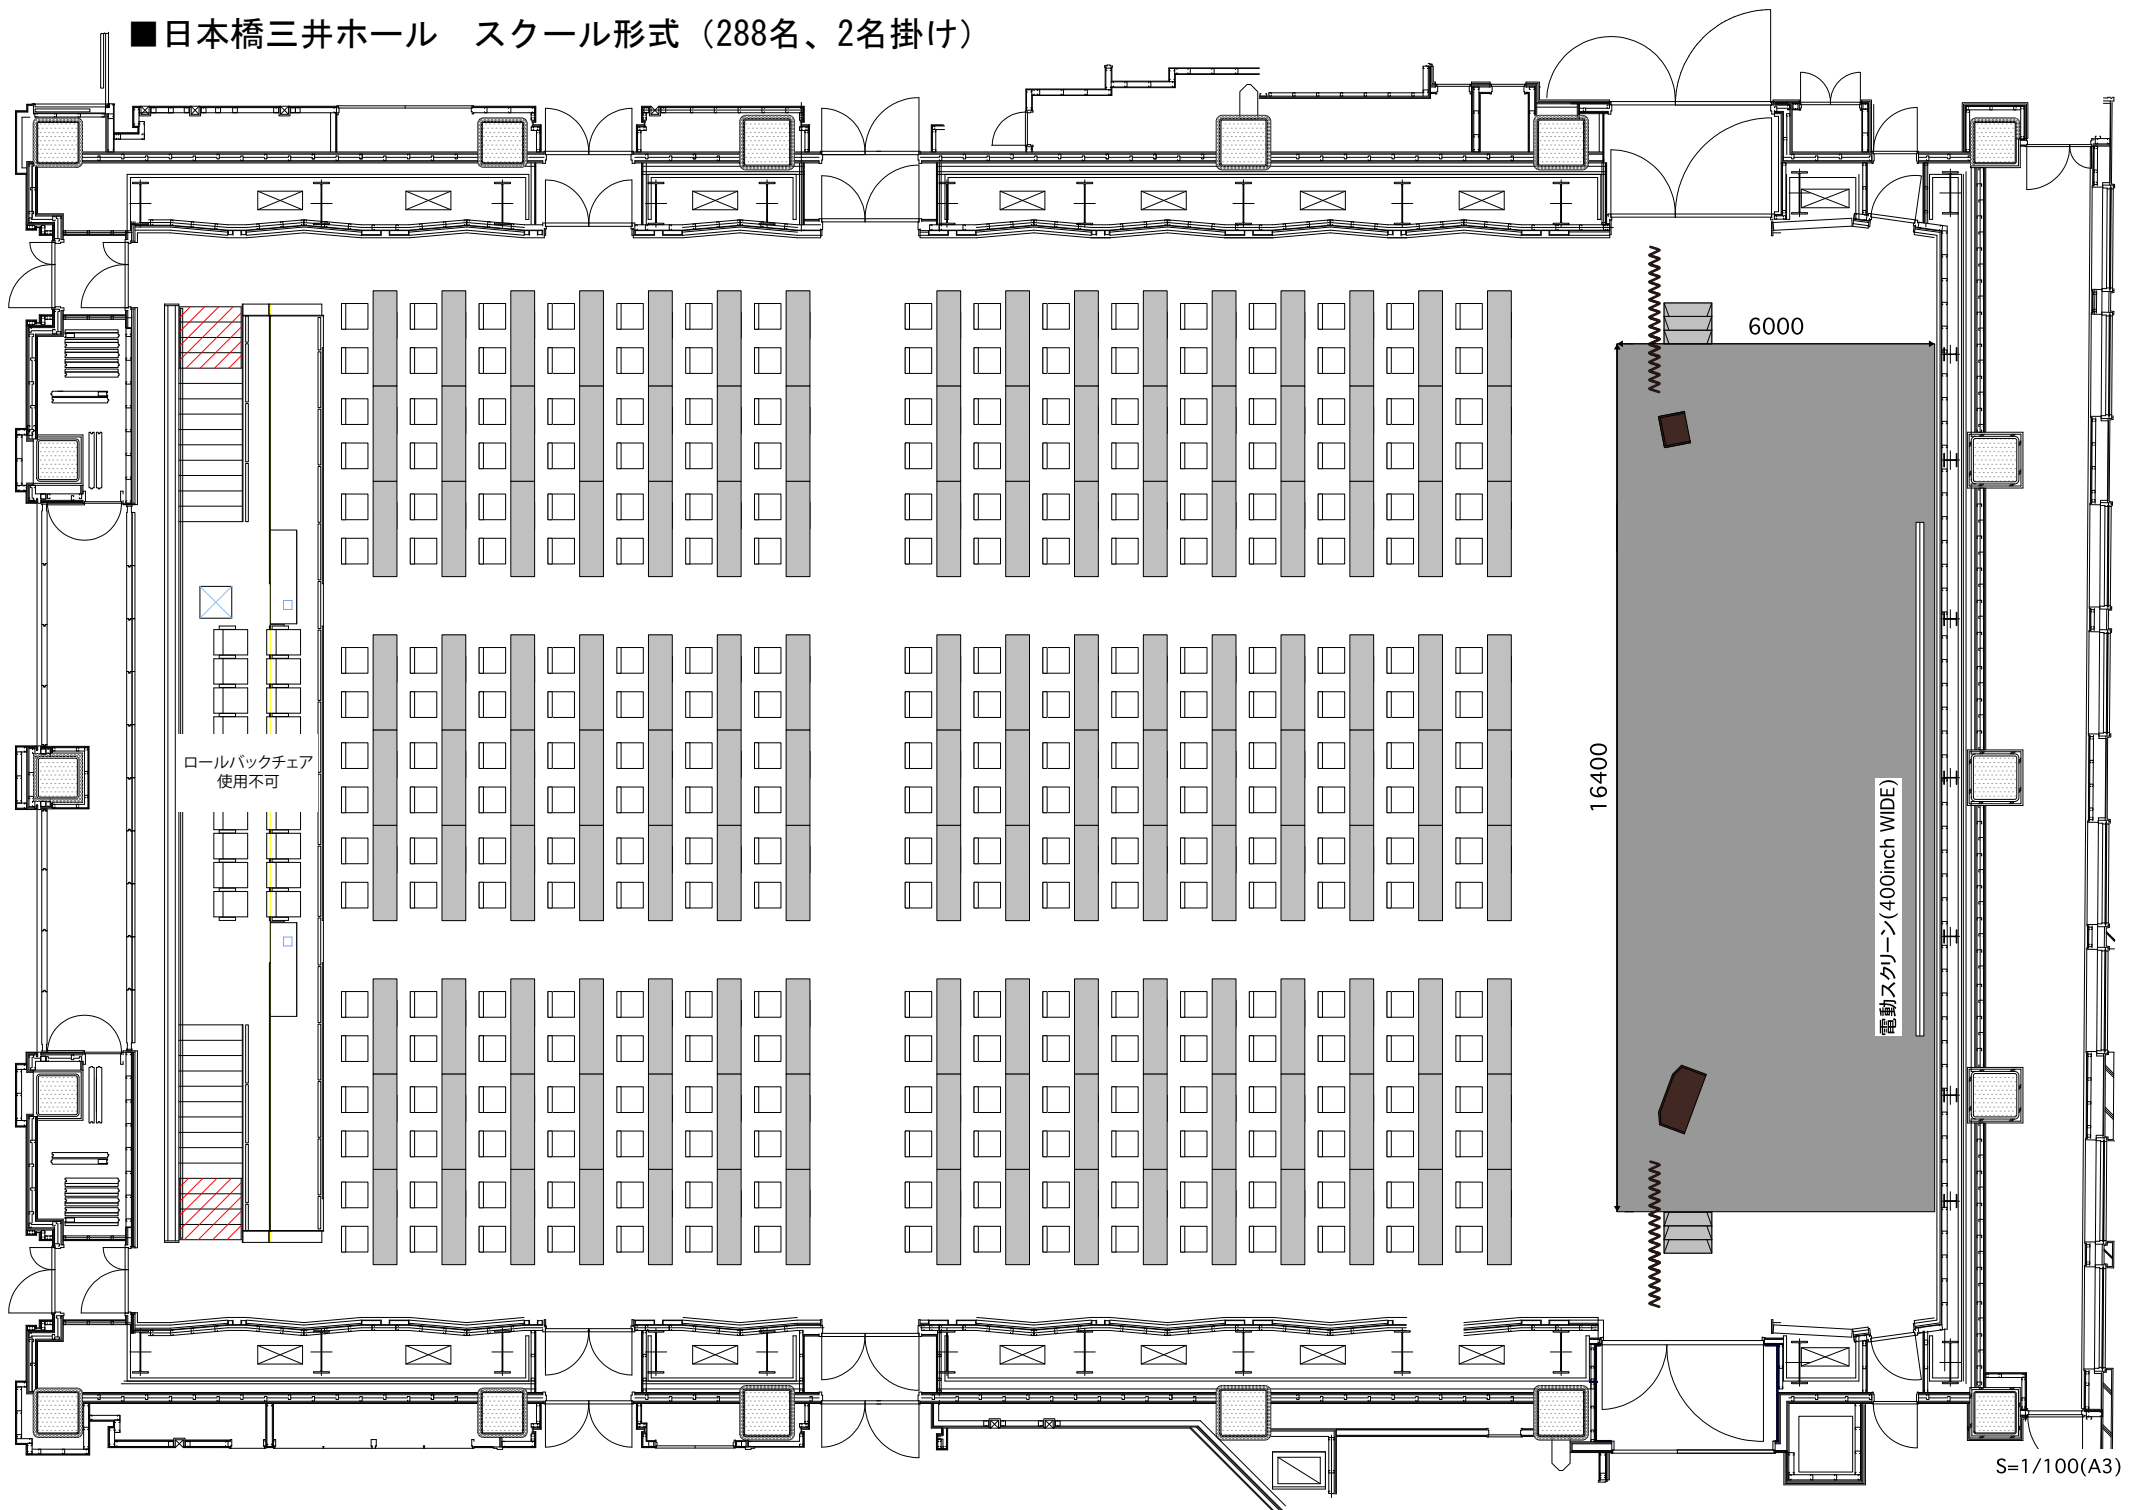 ■日本橋三井ホール　スクール形式（288名、2名掛け）
6000
16400
ロールバックチェア
使用不可
電動スクリーン(400inch WIDE)
S=1/100(A3)